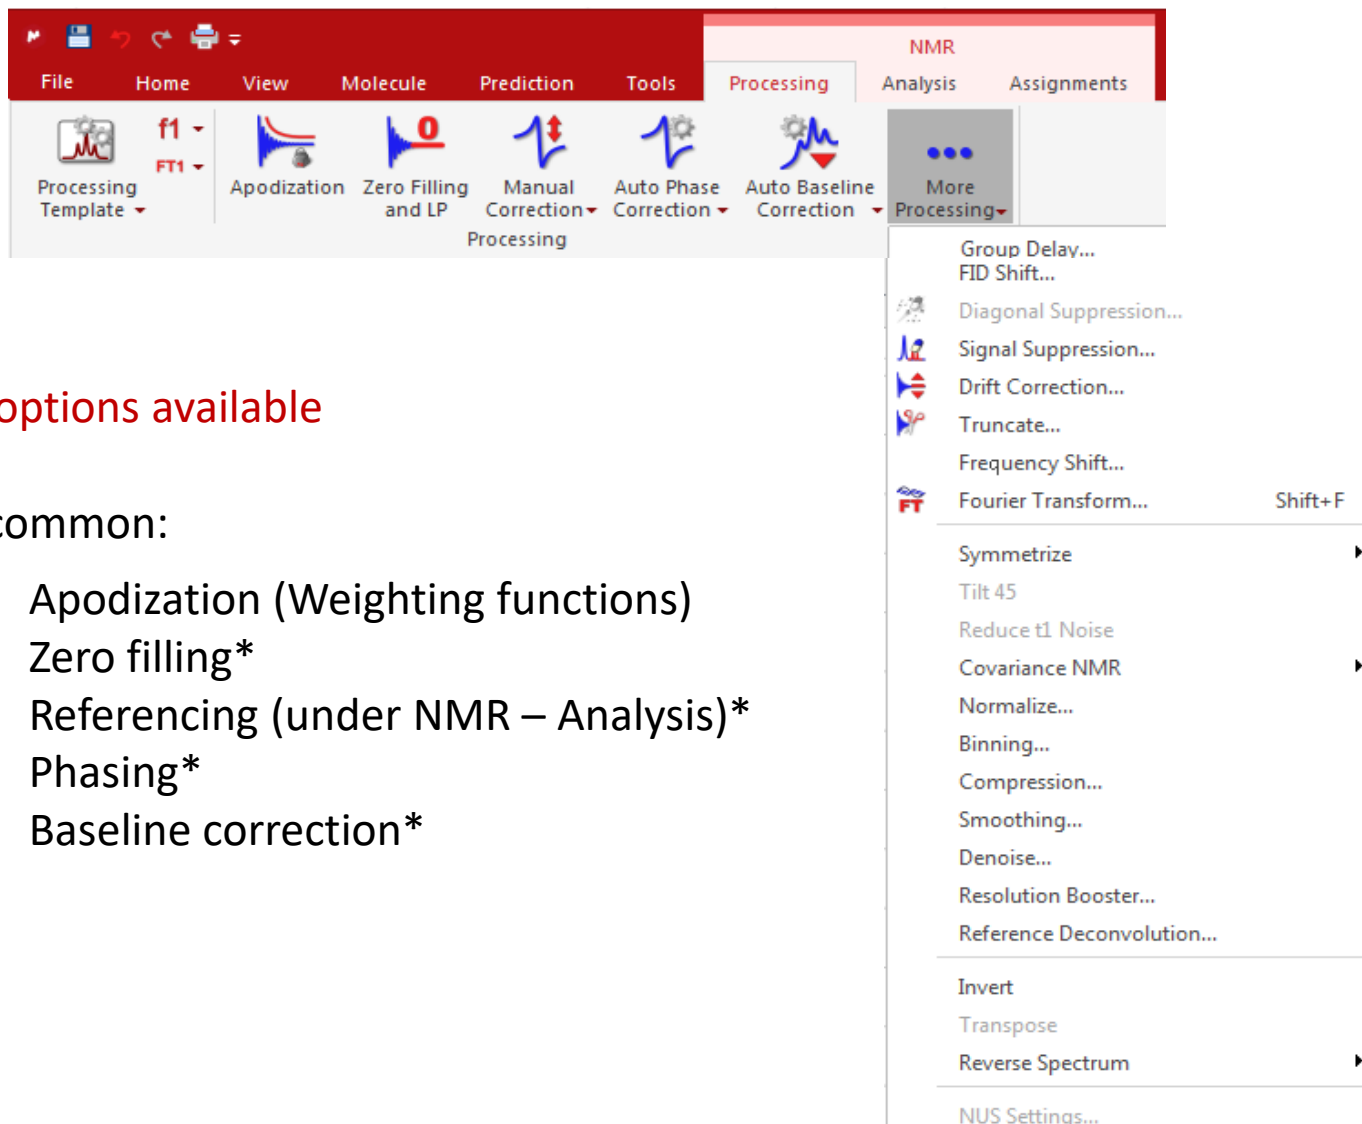 NMR
File Home View Molecule Prediction Tools Processing Analysis Assignments
f1
FT1
Processing Template
Apodization
Zero Filling and LP
Manual Correction
Auto Phase Correction
Auto Baseline Correction
More Processing
Processing
Group Delay...
FID Shift...
Diagonal Suppression...
Signal Suppression...
Drift Correction...
Truncate...
Frequency Shift...
FT Fourier Transform... Shift+F
Symmetrize
Tilt 45
Reduce t1 Noise
Covariance NMR
Normalize...
Binning...
Compression...
Smoothing...
Denoise...
Resolution Booster...
Reference Deconvolution...
Invert
Transpose
Reverse Spectrum
NUS Settings...
options available
common:
Apodization (Weighting functions)
Zero filling*
Referencing (under NMR – Analysis)*
Phasing*
Baseline correction*